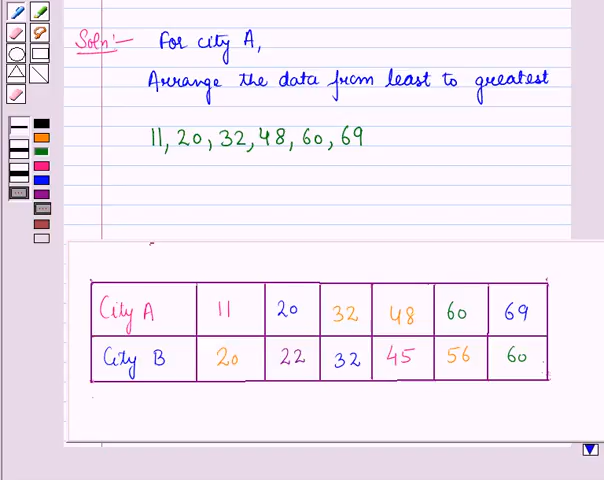 Soln:- For city A,
Arrange the data from least to greatest
11, 20, 32, 48, 60, 69
City A 11 20 32 48 60 69
City B 20 22 32 45 56 60